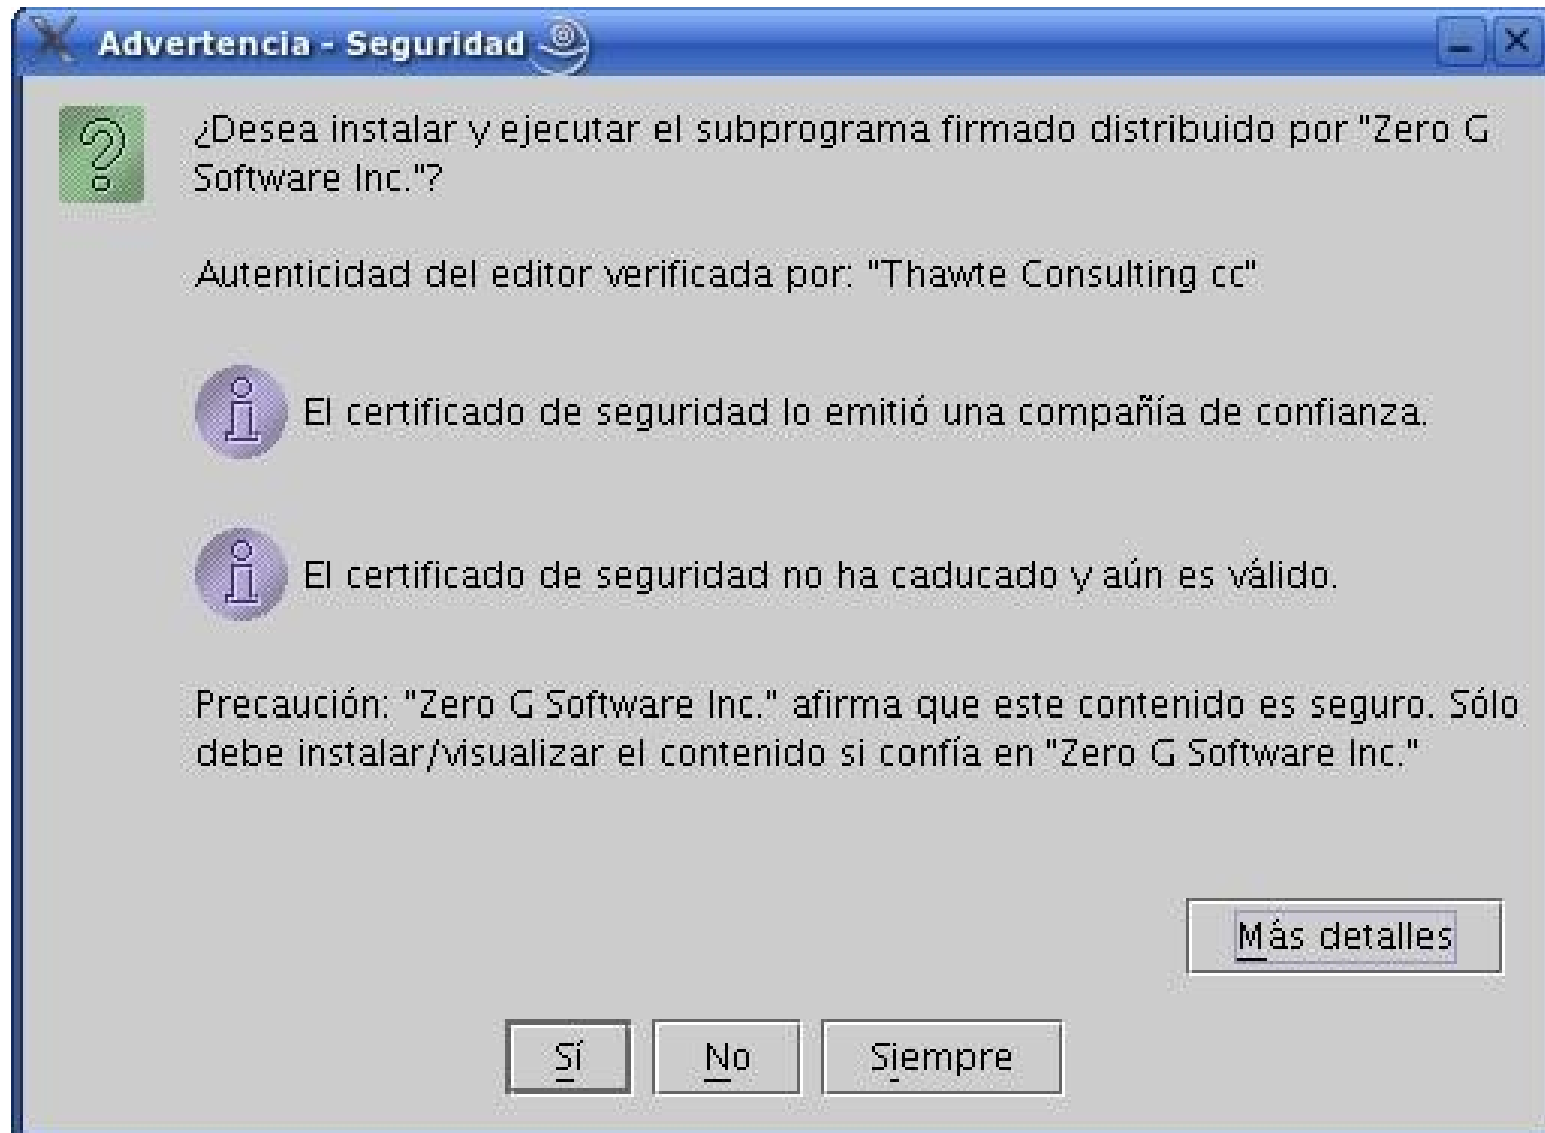 Advertencia - Seguridad
¿Desea instalar y ejecutar el subprograma firmado distribuido por "Zero G
Software Inc."?
Autenticidad del editor verificada por: "Thawte Consulting cc"
El certificado de seguridad lo emitió una compañía de confianza.
El certificado de seguridad no ha caducado y aún es válido.
Precaución: "Zero G Software Inc." afirma que este contenido es seguro. Sólo
debe instalar/visualizar el contenido si confía en "Zero G Software Inc."
Más detalles
Sí No Siempre